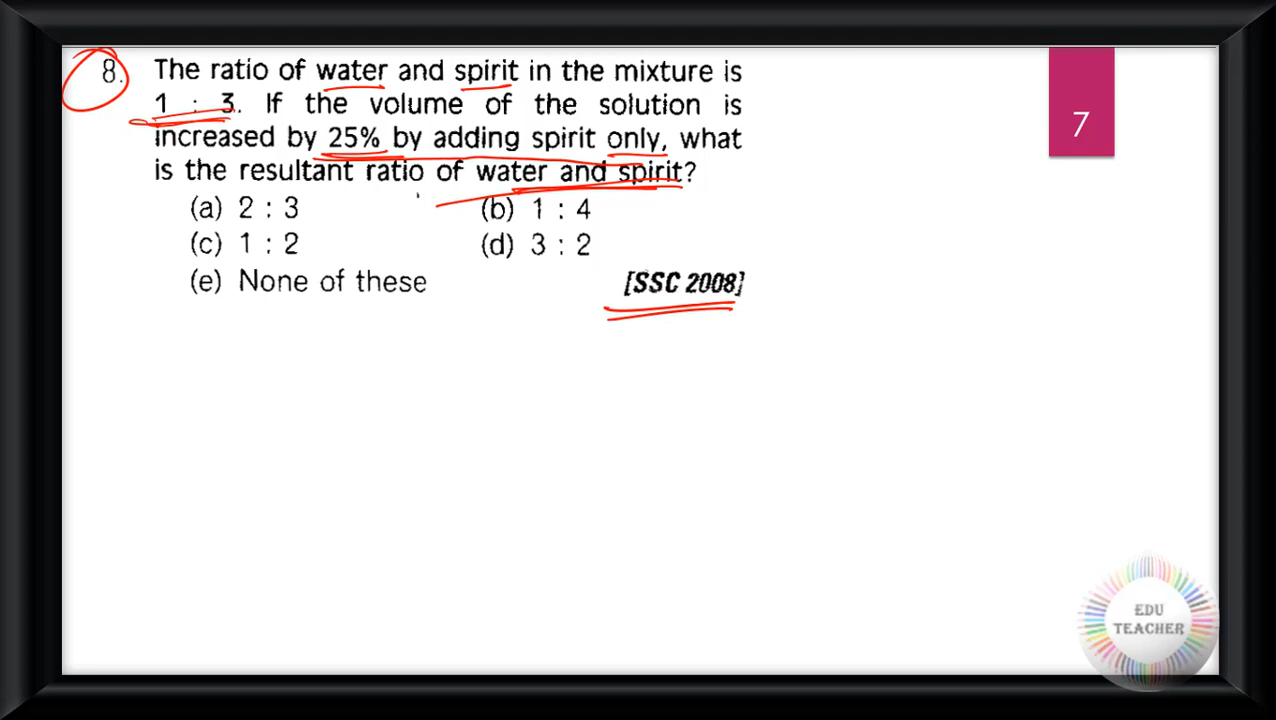 8. The ratio of water and spirit in the mixture is
1 : 3. If the volume of the solution is
increased by 25% by adding spirit only, what
is the resultant ratio of water and spirit?
(a) 2 : 3 (b) 1 : 4
(c) 1 : 2 (d) 3 : 2
(e) None of these [SSC 2008]
7
EDU
TEACHER